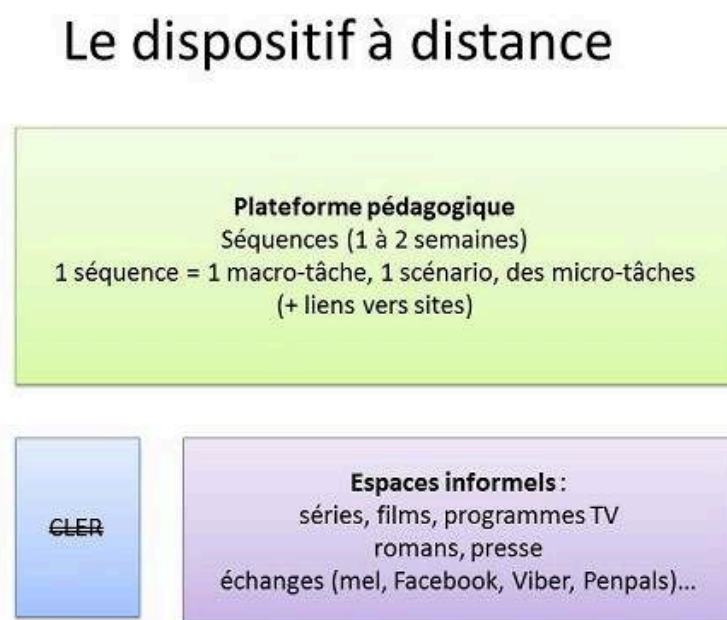 Le dispositif à distance
Plateforme pédagogique
Séquences (1 à 2 semaines)
1 séquence = 1 macro-tâche, 1 scénario, des micro-tâches
(+ liens vers sites)
CLER
Espaces informels :
séries, films, programmes TV
romans, presse
échanges (mel, Facebook, Viber, Penpals)...